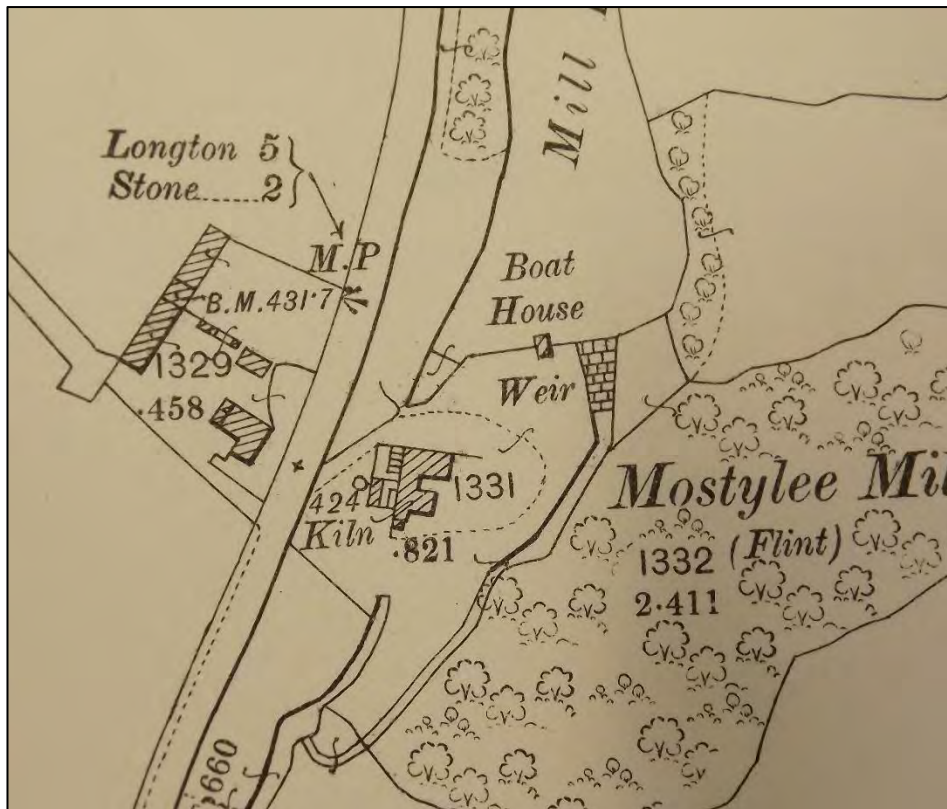 Mill
Longton 5
Stone......2
M.P
B.M.431·7
Boat
House
1329
·458
Weir
424
Kiln
1331
·821
Mostylee Mil
1332 (Flint)
2·411
660